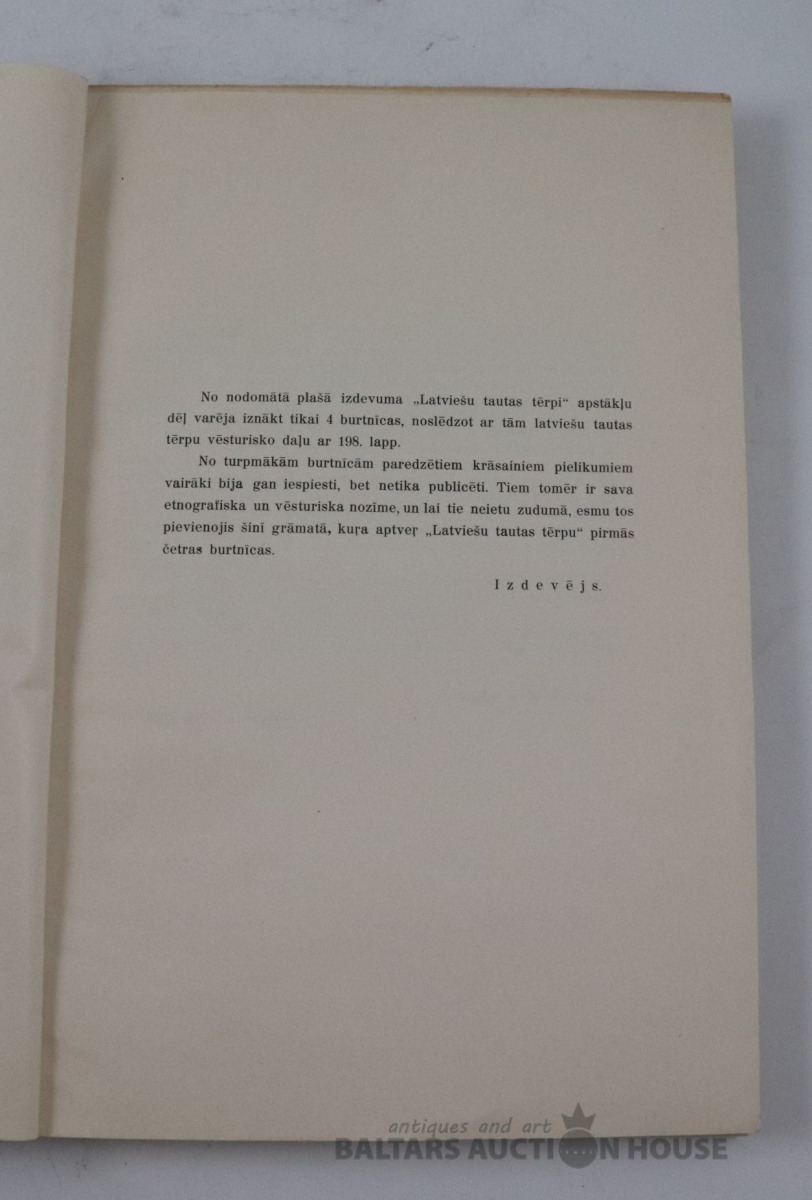 No nodomātā plašā izdevuma „Latviešu tautas tērpi“ apstākļu
dēļ varēja iznākt tikai 4 burtnīcas, noslēdzot ar tām latviešu tautas
tērpu vēsturisko daļu ar 198. lapp.
No turpmākām burtnīcām paredzētiem krāsainiem pielikumiem
vairāki bija gan iespiesti, bet netika publicēti. Tiem tomēr ir sava
etnografiska un vēsturiska nozīme, un lai tie neietu zudumā, esmu tos
pievienojis šinī grāmatā, kuŗa aptveŗ „Latviešu tautas tērpu“ pirmās
četras burtnīcas.
Izdevējs.
antiques and art
BALTARS AUCTION HOUSE